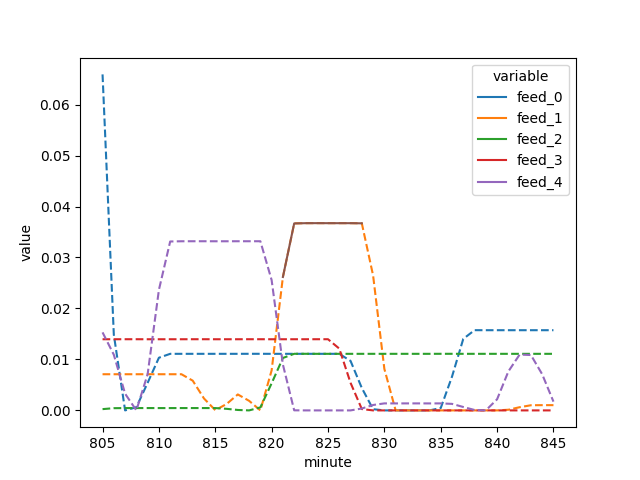 variable
feed_0
feed_1
feed_2
feed_3
feed_4
value
0.06
0.05
0.04
0.03
0.02
0.01
0.00
805 810 815 820 825 830 835 840 845
minute